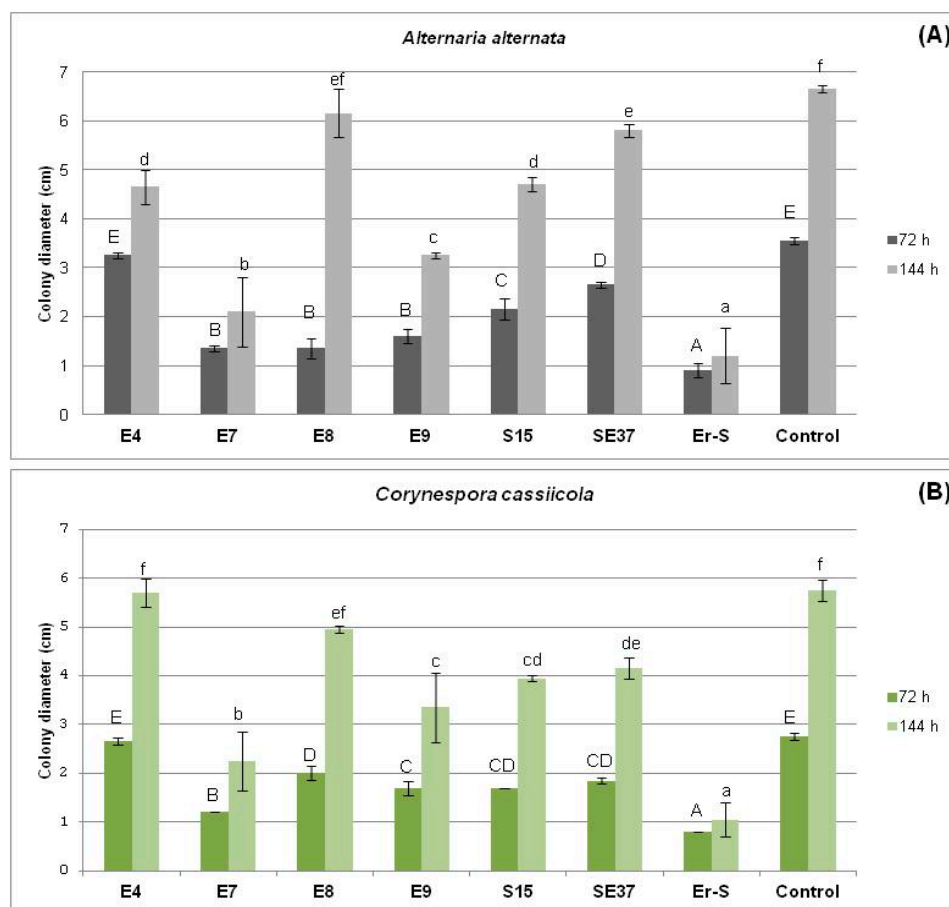 Alternaria alternata (A)
Colony diameter (cm)
7
6
5
4
3
2
1
0
E d
B b
B ef
B c
C d
D e
A a
E f
E4 E7 E8 E9 S15 SE37 Er-S Control
72 h
144 h
Corynespora cassiicola (B)
Colony diameter (cm)
7
6
5
4
3
2
1
0
E f
B b
D ef
C c
CD cd
CD de
A a
E f
E4 E7 E8 E9 S15 SE37 Er-S Control
72 h
144 h